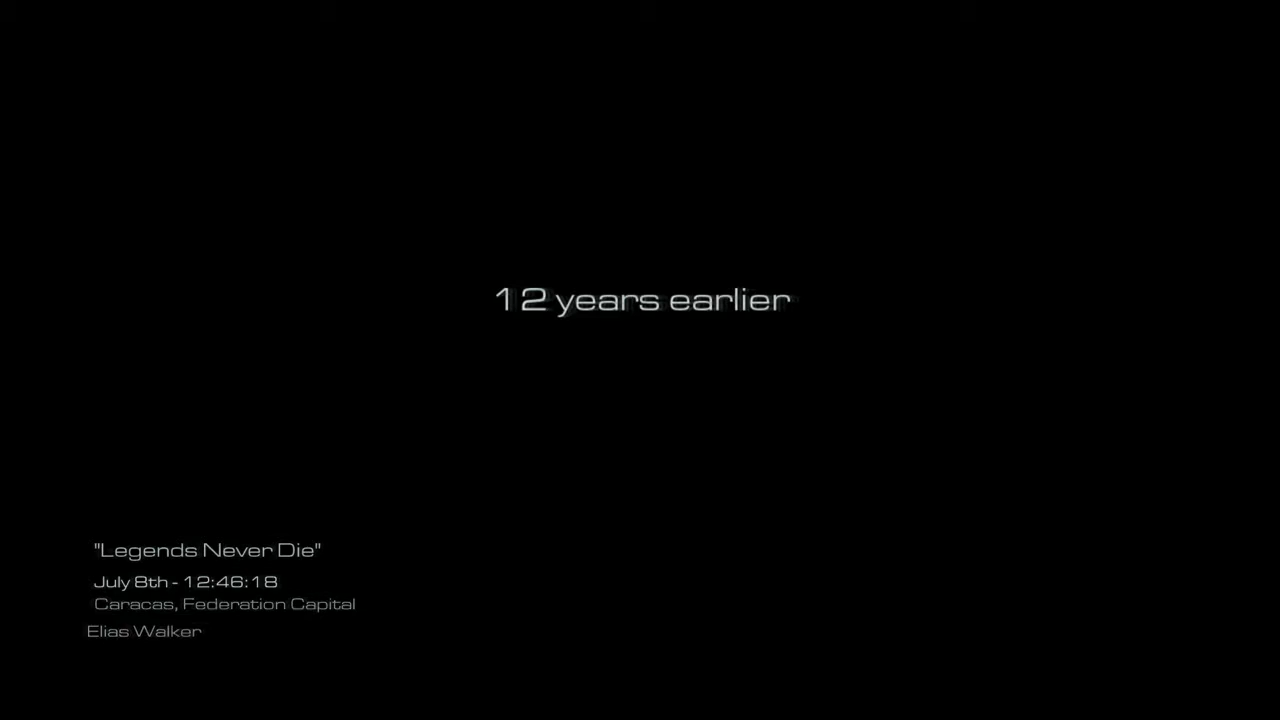 12 years earlier
"Legends Never Die"
July 8th - 12:46:18
Caracas, Federation Capital
Elias Walker